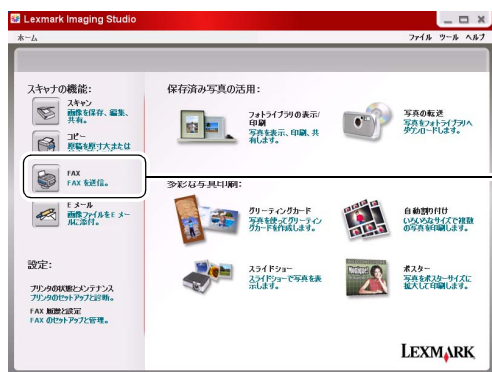 Lexmark Imaging Studio
ホーム
ファイル ツール ヘルプ
スキャナの機能:
スキャン
画像を保存、編集、
共有。
コピー
原稿を原寸大または
FAX
FAX を送信。
E メール
画像ファイルをE メー
ルに添付。
設定:
プリンタの状態とメンテナンス
プリンタのセットアップと診断。
FAX 履歴と設定
FAX のセットアップと管理。
保存済み写真の活用:
フォトライブラリの表示/
印刷
写真を表示、印刷、共
有します。
写真の転送
写真をフォトライブラリへ
ダウンロードします。
多彩な写真印刷:
グリーティングカード
写真を使ってグリーティン
グカードを作成します。
自動割り付け
いろいろなサイズで複数
の写真を印刷します。
スライドショー
スライドショーで写真を表
示します。
ポスター
写真をポスターサイズに
拡大して印刷します。
LEXMARK